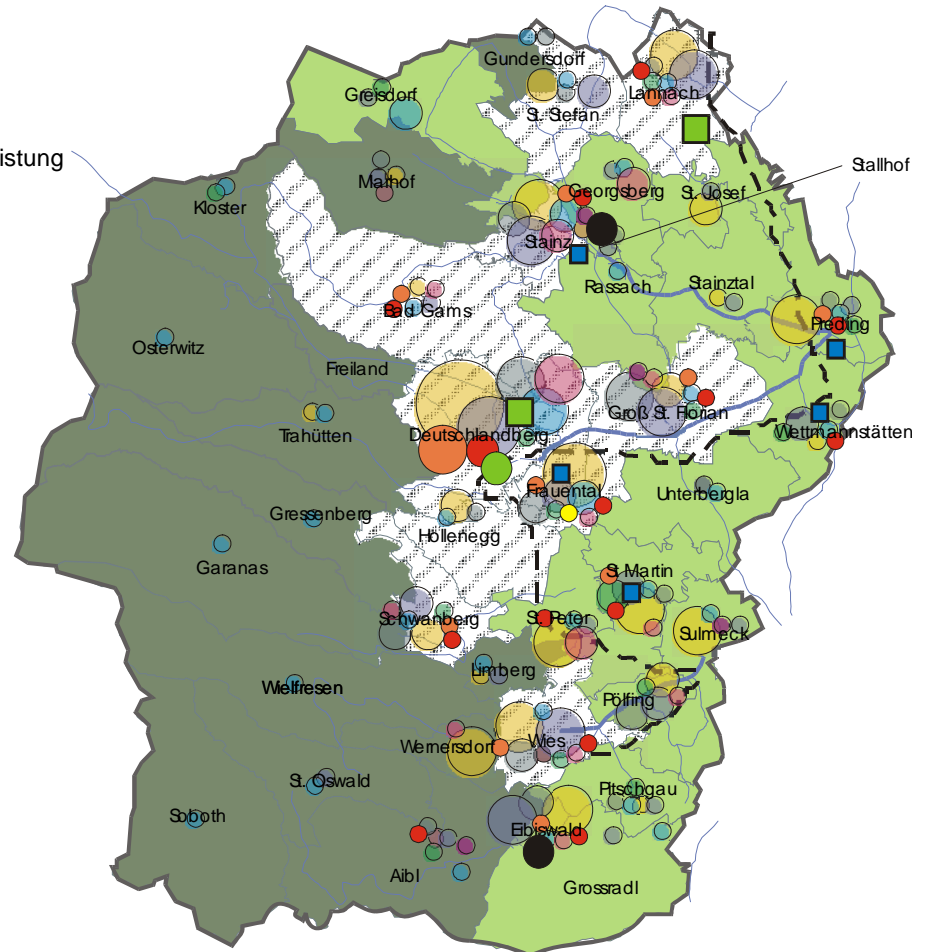 Gundersdorf
Greisdorf
Lannach
St. Stefan
istung
Stallhof
Maihof
Georgsberg
St. Josef
Kloster
Stainz
Rassach
Stainztal
Bad Gams
Preding
Osterwitz
Freiland
Groß St. Florian
Trahütten
Deutschlandberg
Wettmannstätten
Frauental
Unterbergla
Gressenberg
Hollenegg
Garanas
St. Martin
Schwanberg
St. Peter
Sulmeck
Limberg
Wielfresen
Pölfing
Wernersdorf
Wies
St. Oswald
Pitschgau
Soboth
Eibiswald
Aibl
Grossradl